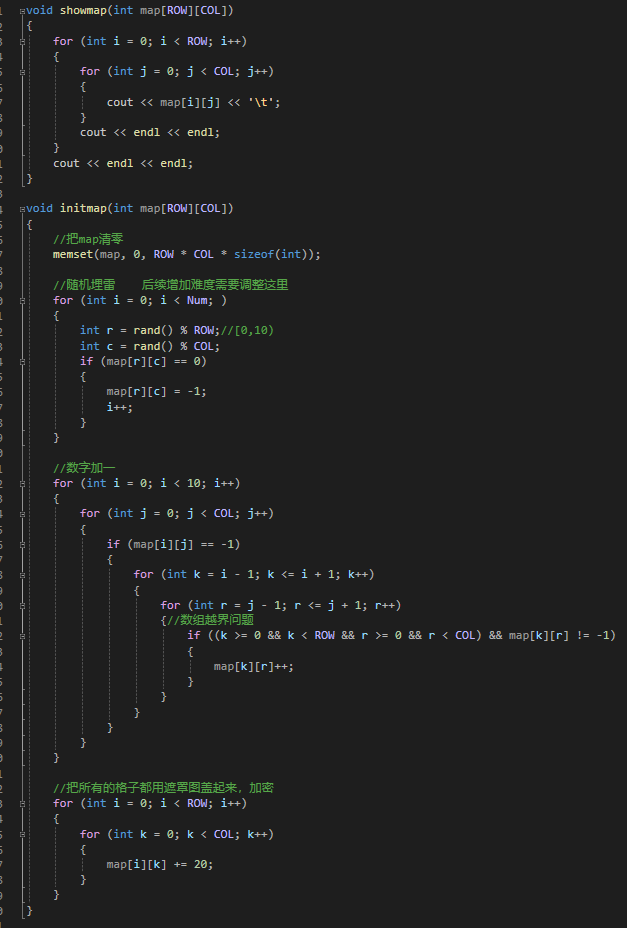 void showmap(int map[ROW][COL])
{
    for (int i = 0; i < ROW; i++)
    {
        for (int j = 0; j < COL; j++)
        {
            cout << map[i][j] << '\t';
        }
        cout << endl << endl;
    }
    cout << endl << endl;
}

void initmap(int map[ROW][COL])
{
    //把map清零
    memset(map, 0, ROW * COL * sizeof(int));

    //随机埋雷    后续增加难度需要调整这里
    for (int i = 0; i < Num; )
    {
        int r = rand() % ROW;//[0,10)
        int c = rand() % COL;
        if (map[r][c] == 0)
        {
            map[r][c] = -1;
            i++;
        }
    }

    //数字加一
    for (int i = 0; i < 10; i++)
    {
        for (int j = 0; j < COL; j++)
        {
            if (map[i][j] == -1)
            {
                for (int k = i - 1; k <= i + 1; k++)
                {
                    for (int r = j - 1; r <= j + 1; r++)
                    {//数组越界问题
                        if ((k >= 0 && k < ROW && r >= 0 && r < COL) && map[k][r] != -1)
                        {
                            map[k][r]++;
                        }
                    }
                }
            }
        }
    }

    //把所有的格子都用遮罩图盖起来，加密
    for (int i = 0; i < ROW; i++)
    {
        for (int k = 0; k < COL; k++)
        {
            map[i][k] += 20;
        }
    }
}